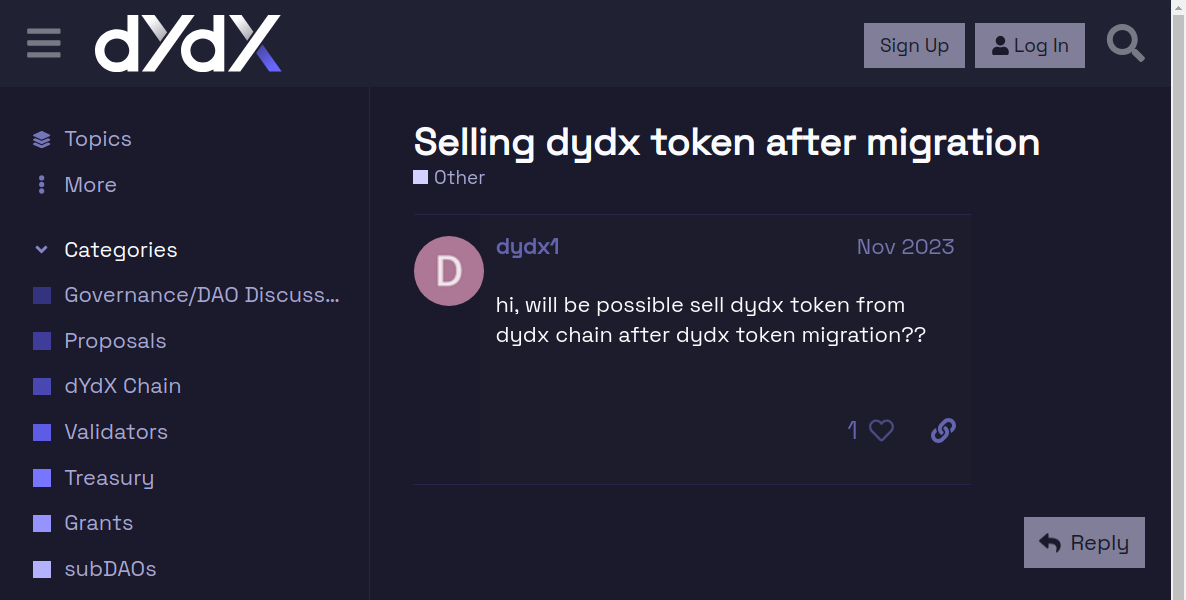 dYdX
Sign Up
Log In
Topics
More
Categories
Governance/DAO Discuss...
Proposals
dYdX Chain
Validators
Treasury
Grants
subDAOs
Selling dydx token after migration
Other
D
dydx1
Nov 2023
hi, will be possible sell dydx token from
dydx chain after dydx token migration??
1
Reply